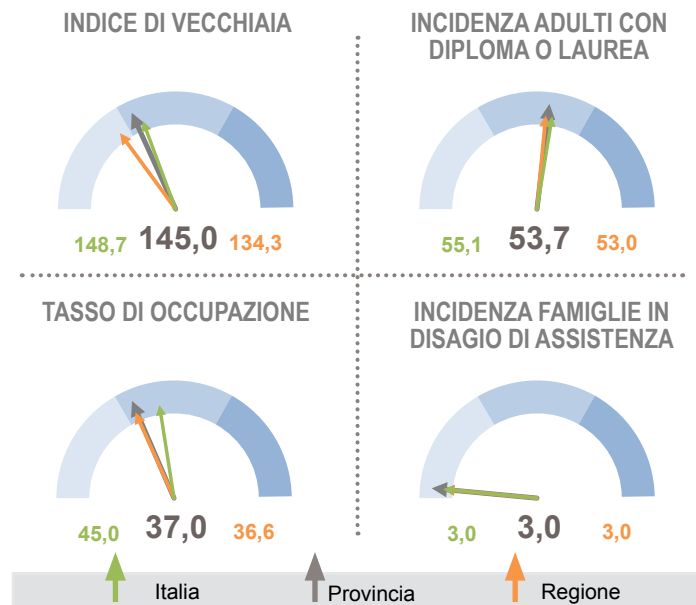 INDICE DI VECCHIAIA
148,7 145,0 134,3
INCIDENZA ADULTI CON
DIPLOMA O LAUREA
55,1 53,7 53,0
TASSO DI OCCUPAZIONE
45,0 37,0 36,6
INCIDENZA FAMIGLIE IN
DISAGIO DI ASSISTENZA
3,0 3,0 3,0
Italia Provincia Regione